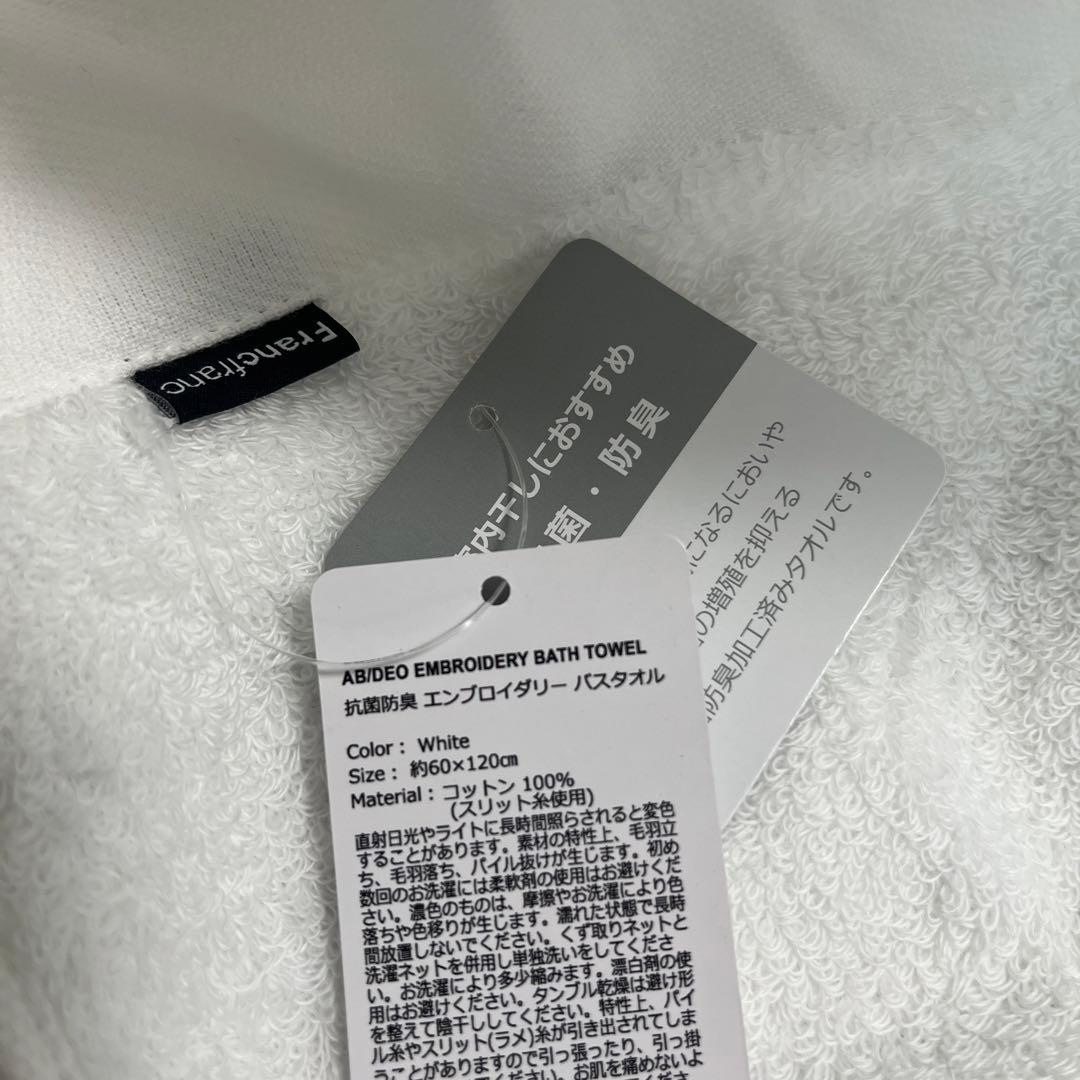 Francfranc
内干しにおすすめ
菌・防臭
になるにおいや
の増殖を抑える
防臭加工済みタオルです。
AB/DEO EMBROIDERY BATH TOWEL
抗菌防臭 エンブロイダリー バスタオル
Color： White
Size： 約60×120㎝
Material：コットン 100%
(スリット糸使用)
直射日光やライトに長時間照らされると変色
することがあります。素材の特性上、毛羽立
ち、毛羽落ち、パイル抜けが生じます。初め
数回のお洗濯には柔軟剤の使用はお避けくだ
さい。濃色のものは、摩擦やお洗濯により色
落ちや色移りが生じます。濡れた状態で長時
間放置しないでください。くず取りネットと
洗濯ネットを併用し単独洗いをしてくださ
い。お洗濯により多少縮みます。漂白剤の使
用はお避けください。タンブル乾燥は避け形
を整えて陰干ししてください。特性上、パイ
ル糸やスリット(ラメ)糸が引き出されてしま
うことがありますので引っ張ったり、引っ掛
ください。お肌を痛めないよ